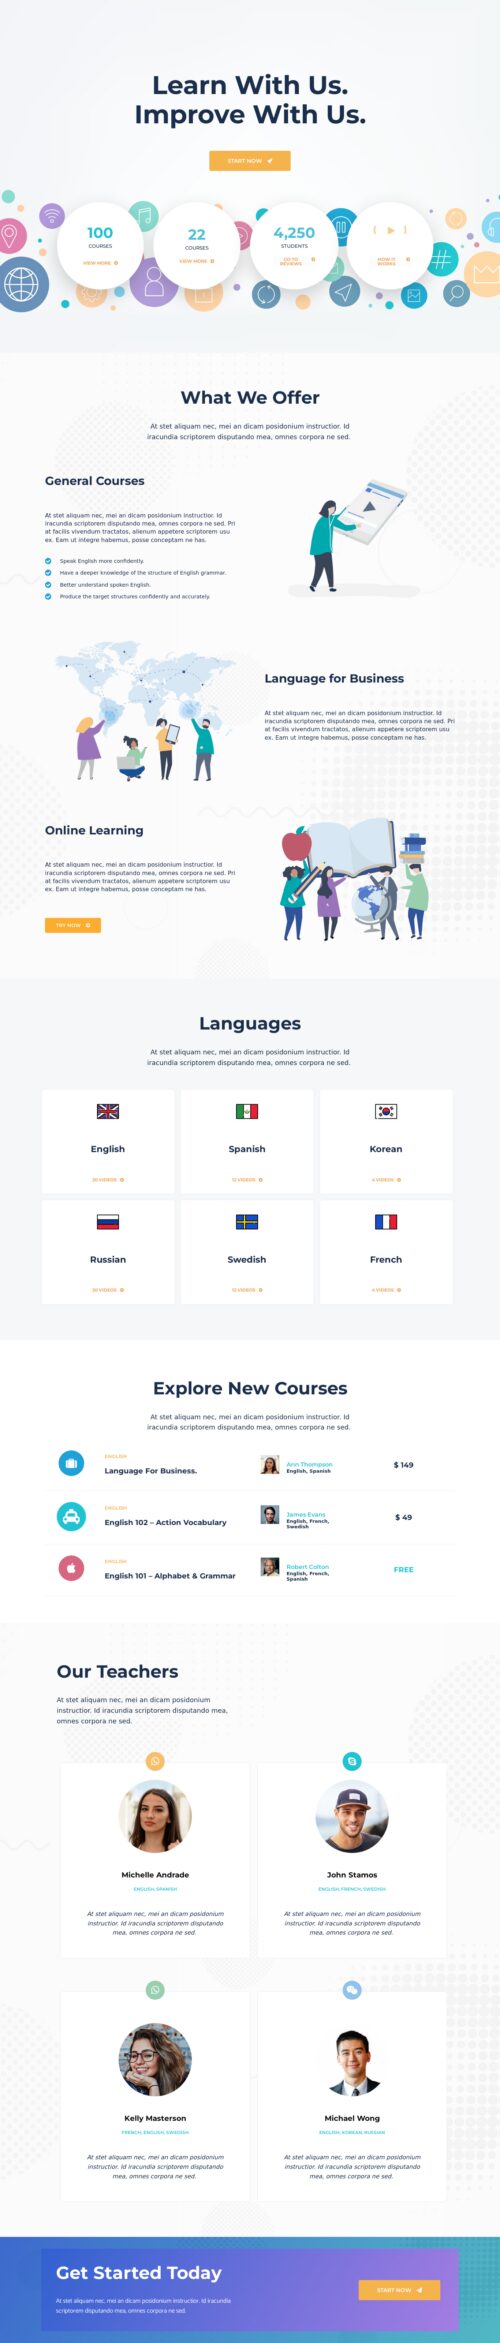 Learn With Us.
Improve With Us.
START NOW
100
COURSES
VIEW MORE
22
COURSES
VIEW MORE
4,250
STUDENTS
GO TO
REVIEWS
HOW IT
WORKS
What We Offer
At stet aliquam nec, mei an dicam posidonium instructior. Id
iracundia scriptorem disputando mea, omnes corpora ne sed.
General Courses
At stet aliquam nec, mei an dicam posidonium instructior. Id
iracundia scriptorem disputando mea, omnes corpora ne sed. Pri
at facilis vivendum tractatos, alienum appetere scriptorem usu
ex. Eam ut integre habemus, posse conceptam ne has.
Speak English more confidently.
Have a deeper knowledge of the structure of English grammar.
Better understand spoken English.
Produce the target structures confidently and accurately.
Language for Business
At stet aliquam nec, mei an dicam posidonium instructior. Id
iracundia scriptorem disputando mea, omnes corpora ne sed. Pri
at facilis vivendum tractatos, alienum appetere scriptorem usu
ex. Eam ut integre habemus, posse conceptam ne has.
Online Learning
At stet aliquam nec, mei an dicam posidonium instructior. Id
iracundia scriptorem disputando mea, omnes corpora ne sed. Pri
at facilis vivendum tractatos, alienum appetere scriptorem usu
ex. Eam ut integre habemus, posse conceptam ne has.
TRY NOW
Languages
At stet aliquam nec, mei an dicam posidonium instructior. Id
iracundia scriptorem disputando mea, omnes corpora ne sed.
English
Spanish
Korean
VIDEOS
12 VIDEOS
4 VIDEOS
Russian
Swedish
French
VIDEOS
12 VIDEOS
4 VIDEOS
Explore New Courses
At stet aliquam nec, mei an dicam posidonium instructior. Id
iracundia scriptorem disputando mea, omnes corpora ne sed.
ENGLISH
Language For Business.
Ann Thompson
English, Spanish
$ 149
ENGLISH
English 102 – Action Vocabulary
James Evans
English, French,
Swedish
$ 49
ENGLISH
English 101 – Alphabet & Grammar
Robert Colton
English, French,
Spanish
FREE
Our Teachers
At stet aliquam nec, mei an dicam posidonium
instructior. Id iracundia scriptorem disputando mea,
omnes corpora ne sed.
Michelle Andrade
ENGLISH, SPANISH
At stet aliquam nec, mei an dicam posidonium
instructior. Id iracundia scriptorem disputando
mea, omnes corpora ne sed.
John Stamos
ENGLISH, FRENCH, SWEDISH
At stet aliquam nec, mei an dicam posidonium
instructior. Id iracundia scriptorem disputando
mea, omnes corpora ne sed.
Kelly Masterson
FRENCH, ENGLISH, SWEDISH
At stet aliquam nec, mei an dicam posidonium
instructior. Id iracundia scriptorem disputando
mea, omnes corpora ne sed.
Michael Wong
ENGLISH, KOREAN, RUSSIAN
At stet aliquam nec, mei an dicam posidonium
instructior. Id iracundia scriptorem disputando
mea, omnes corpora ne sed.
Get Started Today
At stet aliquam nec, mei an dicam posidonium instructior. Id iracundia
scriptorem disputando mea, omnes corpora ne sed.
START NOW